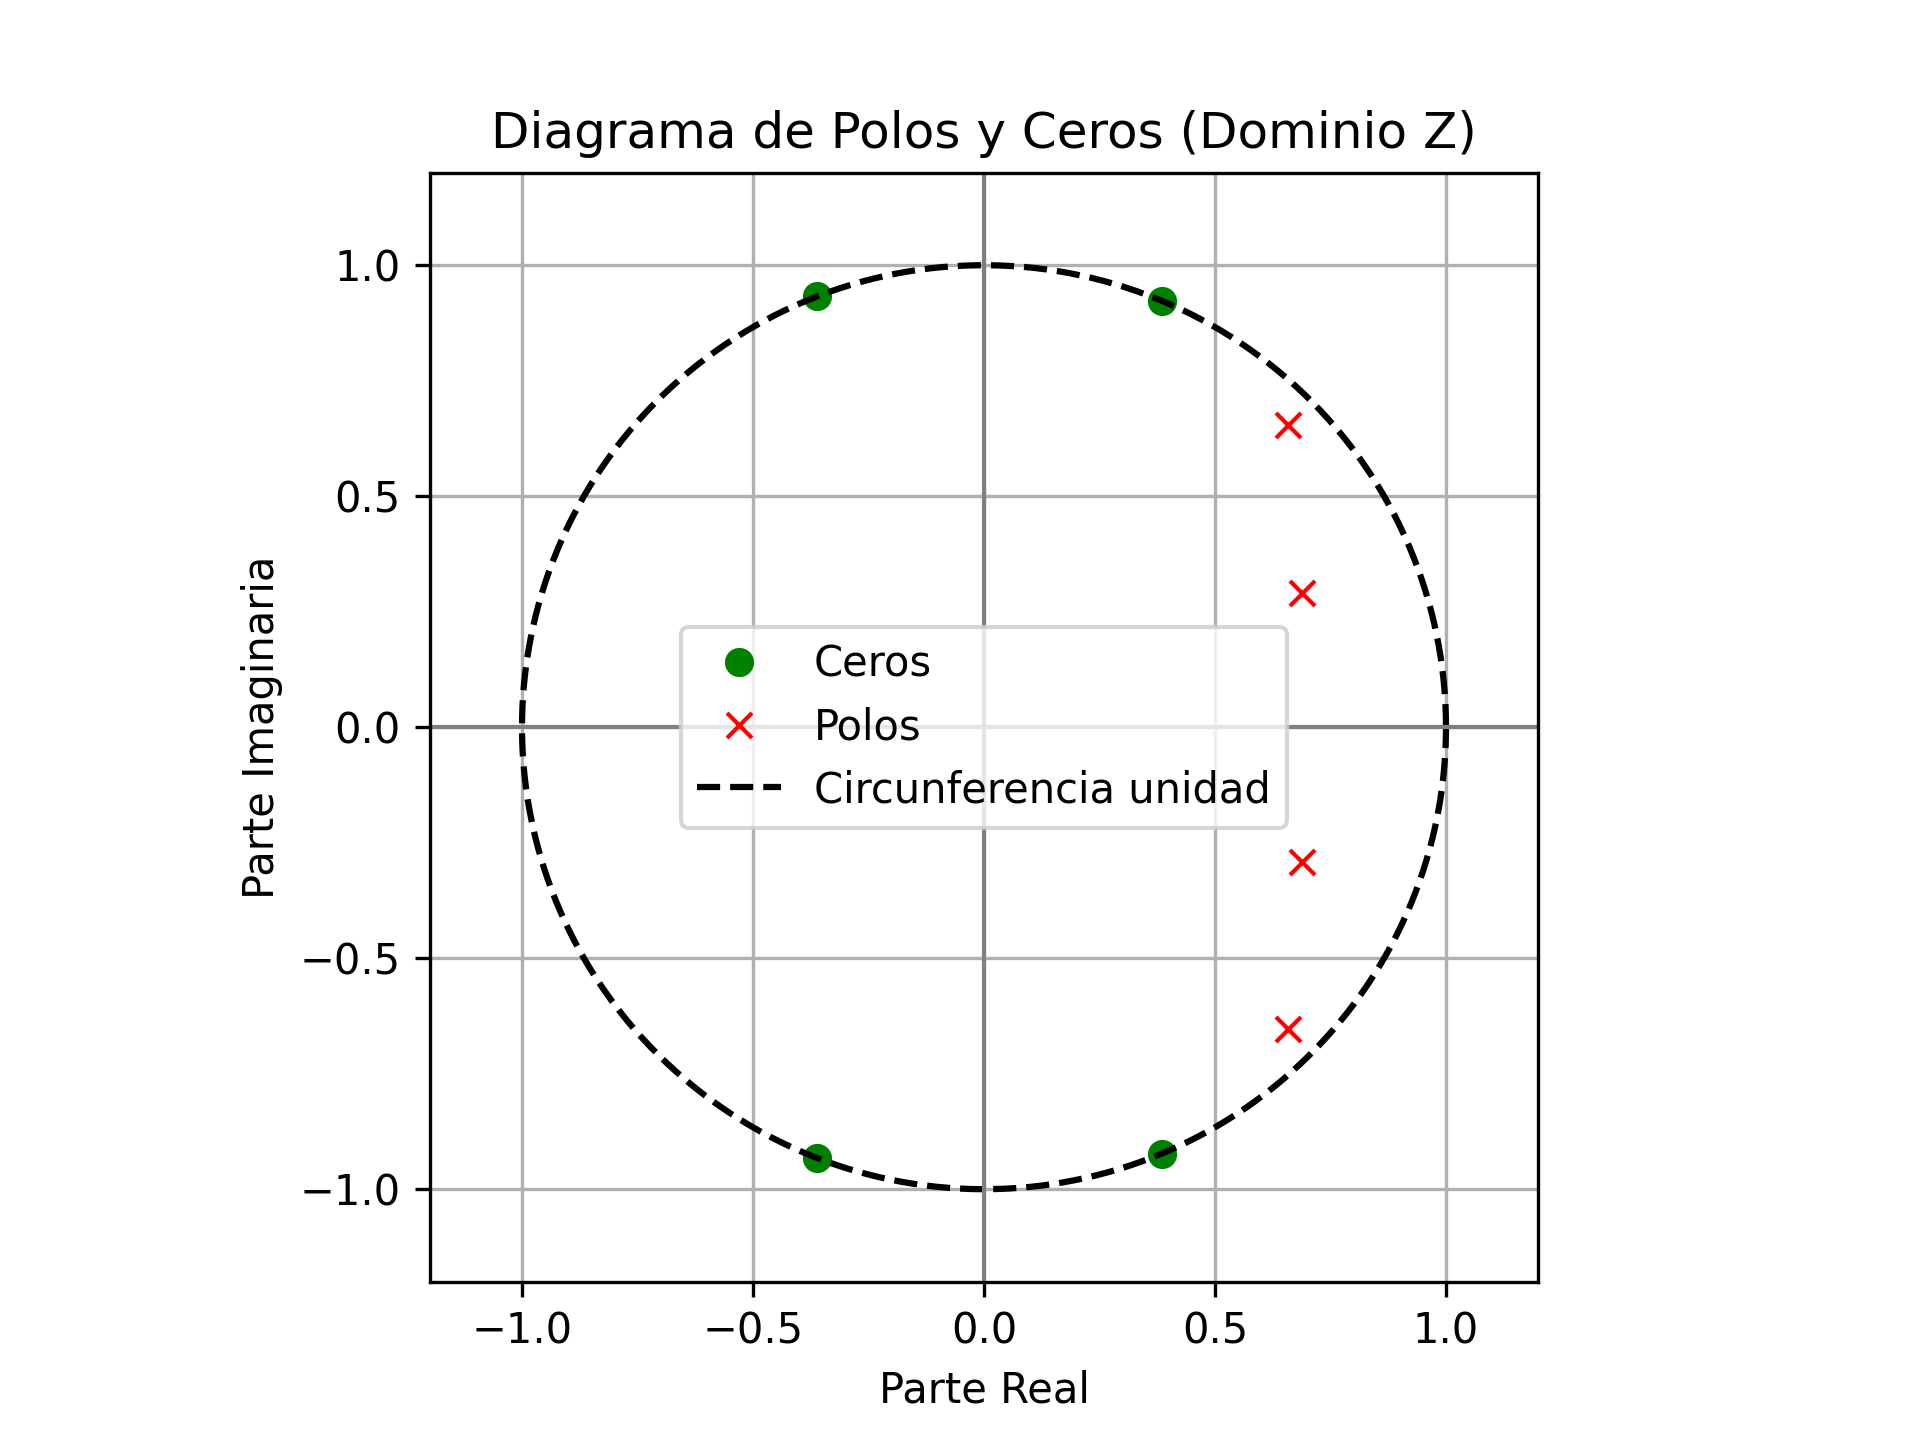 Diagrama de Polos y Ceros (Dominio Z)
1.0
0.5
0.0
−0.5
−1.0
Parte Imaginaria
Ceros
Polos
Circunferencia unidad
−1.0 −0.5 0.0 0.5 1.0
Parte Real